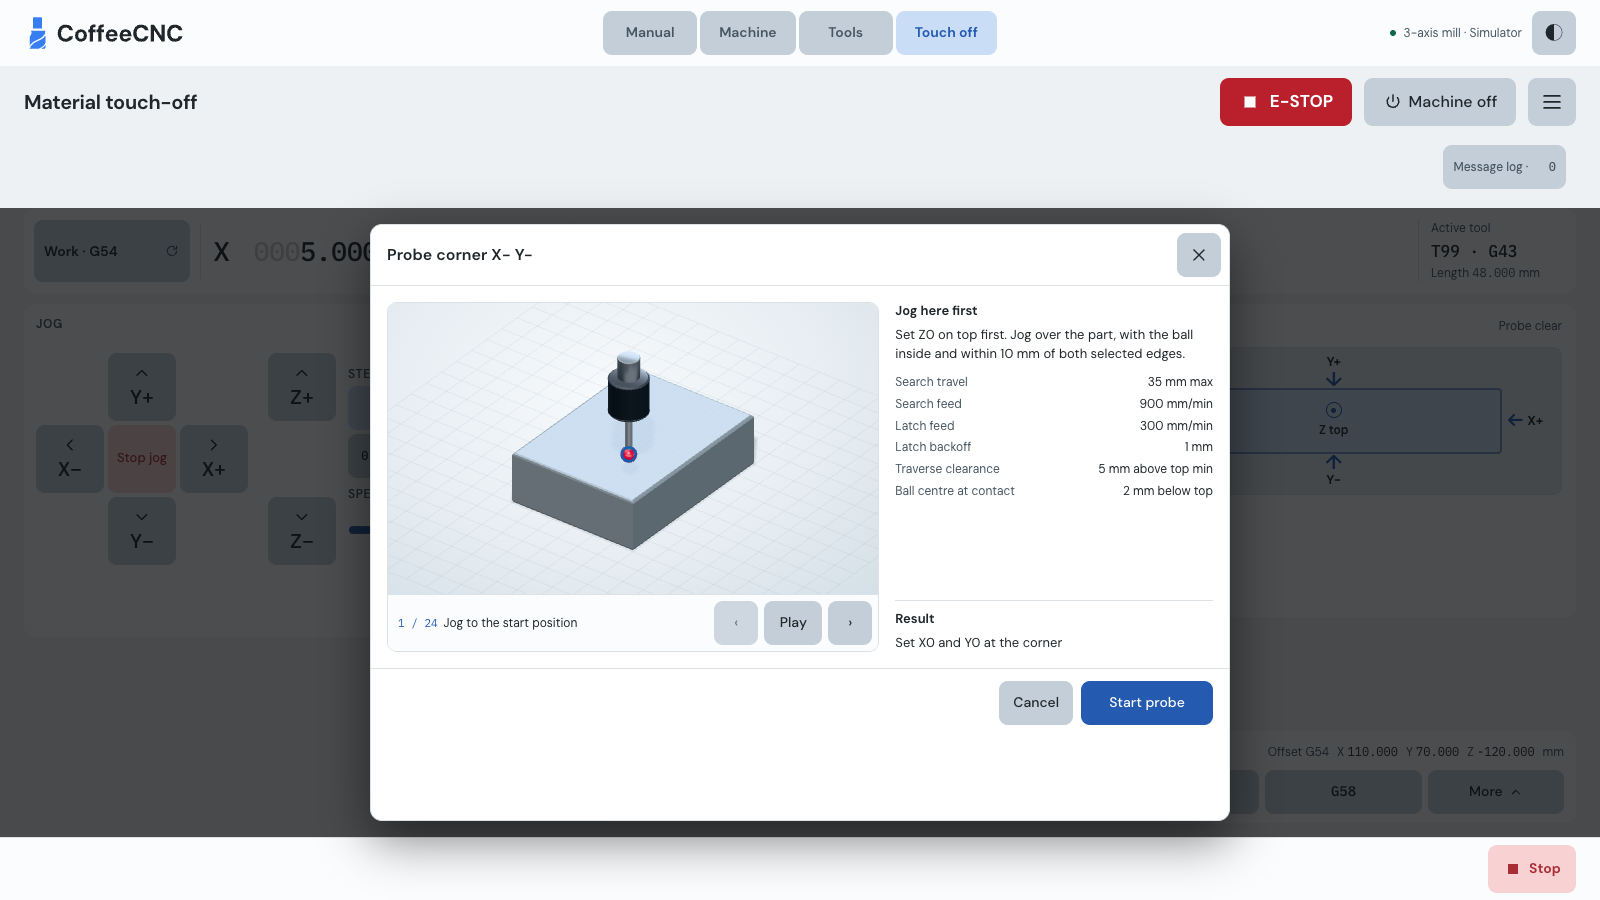 CoffeeCNC
Manual
Machine
Tools
Touch off
3-axis mill · Simulator
Material touch-off
E-STOP
Machine off
Message log · 0
Work · G54
X 0005.000
Active tool
T99 · G43
Length 48.000 mm
Probe corner X- Y-
JOG
Y+
Z+
X-
Stop jog
X+
Y-
Z-
STE
0
SPE
Jog here first
Set Z0 on top first. Jog over the part, with the ball
inside and within 10 mm of both selected edges.
Search travel 35 mm max
Search feed 900 mm/min
Latch feed 300 mm/min
Latch backoff 1 mm
Traverse clearance 5 mm above top min
Ball centre at contact 2 mm below top
1 / 24 Jog to the start position
‹
Play
›
Result
Set X0 and Y0 at the corner
Cancel
Start probe
Probe clear
Y+
Z top
X+
Y-
Offset G54 X 110.000 Y 70.000 Z -120.000 mm
G58
More
Stop